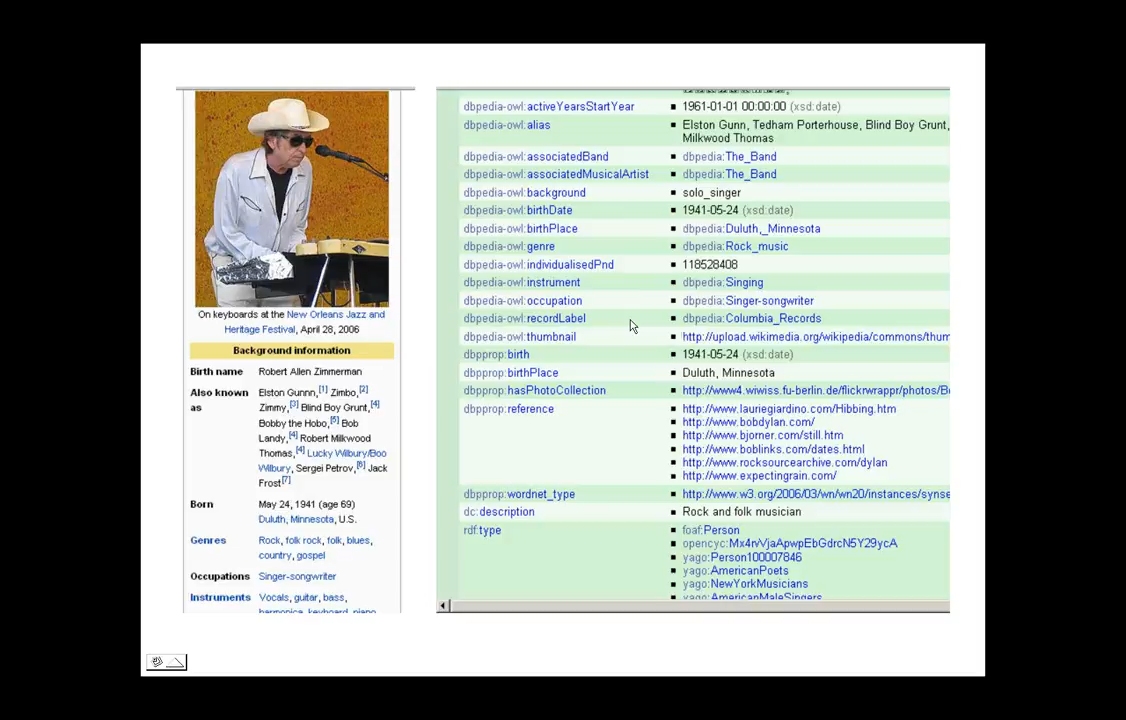 On keyboards at the New Orleans Jazz and
Heritage Festival, April 28, 2006
Background information
Birth name Robert Allen Zimmerman
Also known Elston Gunnn,[1] Zimbo,[2]
as Zimmy,[3] Blind Boy Grunt,[4]
Bobby the Hobo,[5] Bob
Landy,[4] Robert Milkwood
Thomas,[4] Lucky Wilbury/Boo
Wilbury, Sergei Petrov,[6] Jack
Frost[7]
Born May 24, 1941 (age 69)
Duluth, Minnesota, U.S.
Genres Rock, folk rock, folk, blues,
country, gospel
Occupations Singer-songwriter
Instruments Vocals, guitar, bass,
harmonica, keyboard, piano
dbpedia-owl:activeYearsStartYear ▪ 1961-01-01 00:00:00 (xsd:date)
dbpedia-owl:alias ▪ Elston Gunn, Tedham Porterhouse, Blind Boy Grunt,
Milkwood Thomas
dbpedia-owl:associatedBand ▪ dbpedia:The_Band
dbpedia-owl:associatedMusicalArtist ▪ dbpedia:The_Band
dbpedia-owl:background ▪ solo_singer
dbpedia-owl:birthDate ▪ 1941-05-24 (xsd:date)
dbpedia-owl:birthPlace ▪ dbpedia:Duluth,_Minnesota
dbpedia-owl:genre ▪ dbpedia:Rock_music
dbpedia-owl:individualisedPnd ▪ 118528408
dbpedia-owl:instrument ▪ dbpedia:Singing
dbpedia-owl:occupation ▪ dbpedia:Singer-songwriter
dbpedia-owl:recordLabel ▪ dbpedia:Columbia_Records
dbpedia-owl:thumbnail ▪ http://upload.wikimedia.org/wikipedia/commons/thum
dbpprop:birth ▪ 1941-05-24 (xsd:date)
dbpprop:birthPlace ▪ Duluth, Minnesota
dbpprop:hasPhotoCollection ▪ http://www4.wiwiss.fu-berlin.de/flickrwrappr/photos/B
dbpprop:reference ▪ http://www.lauriegiardino.com/Hibbing.htm
▪ http://www.bobdylan.com/
▪ http://www.bjorner.com/still.htm
▪ http://www.boblinks.com/dates.html
▪ http://www.rocksourcearchive.com/dylan
▪ http://www.expectingrain.com/
dbpprop:wordnet_type ▪ http://www.w3.org/2006/03/wn/wn20/instances/synse
dc:description ▪ Rock and folk musician
rdf:type ▪ foaf:Person
▪ opencyc:Mx4rvVjaApwpEbGdrcN5Y29ycA
▪ yago:Person100007846
▪ yago:AmericanPoets
▪ yago:NewYorkMusicians
▪ yago:AmericanMaleSingers